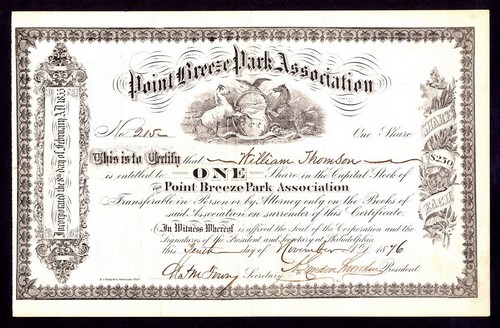 Point Breeze Park Association
No 215 One Share
This is to Certify that William Thomson
is entitled to ONE Share in the Capital Stock of
the Point Breeze Park Association
Transferable in Person or by Attorney only on the Books of
said Association on surrender of this Certificate.
In Witness Whereof is affixed the Seal of the Corporation and the
Signatures of the President and Secretary at Philadelphia
this Tenth day of November 1876
Secretary President.
Incorporated the 8th day of February A.D. 1855
SHARES
$250
EACH